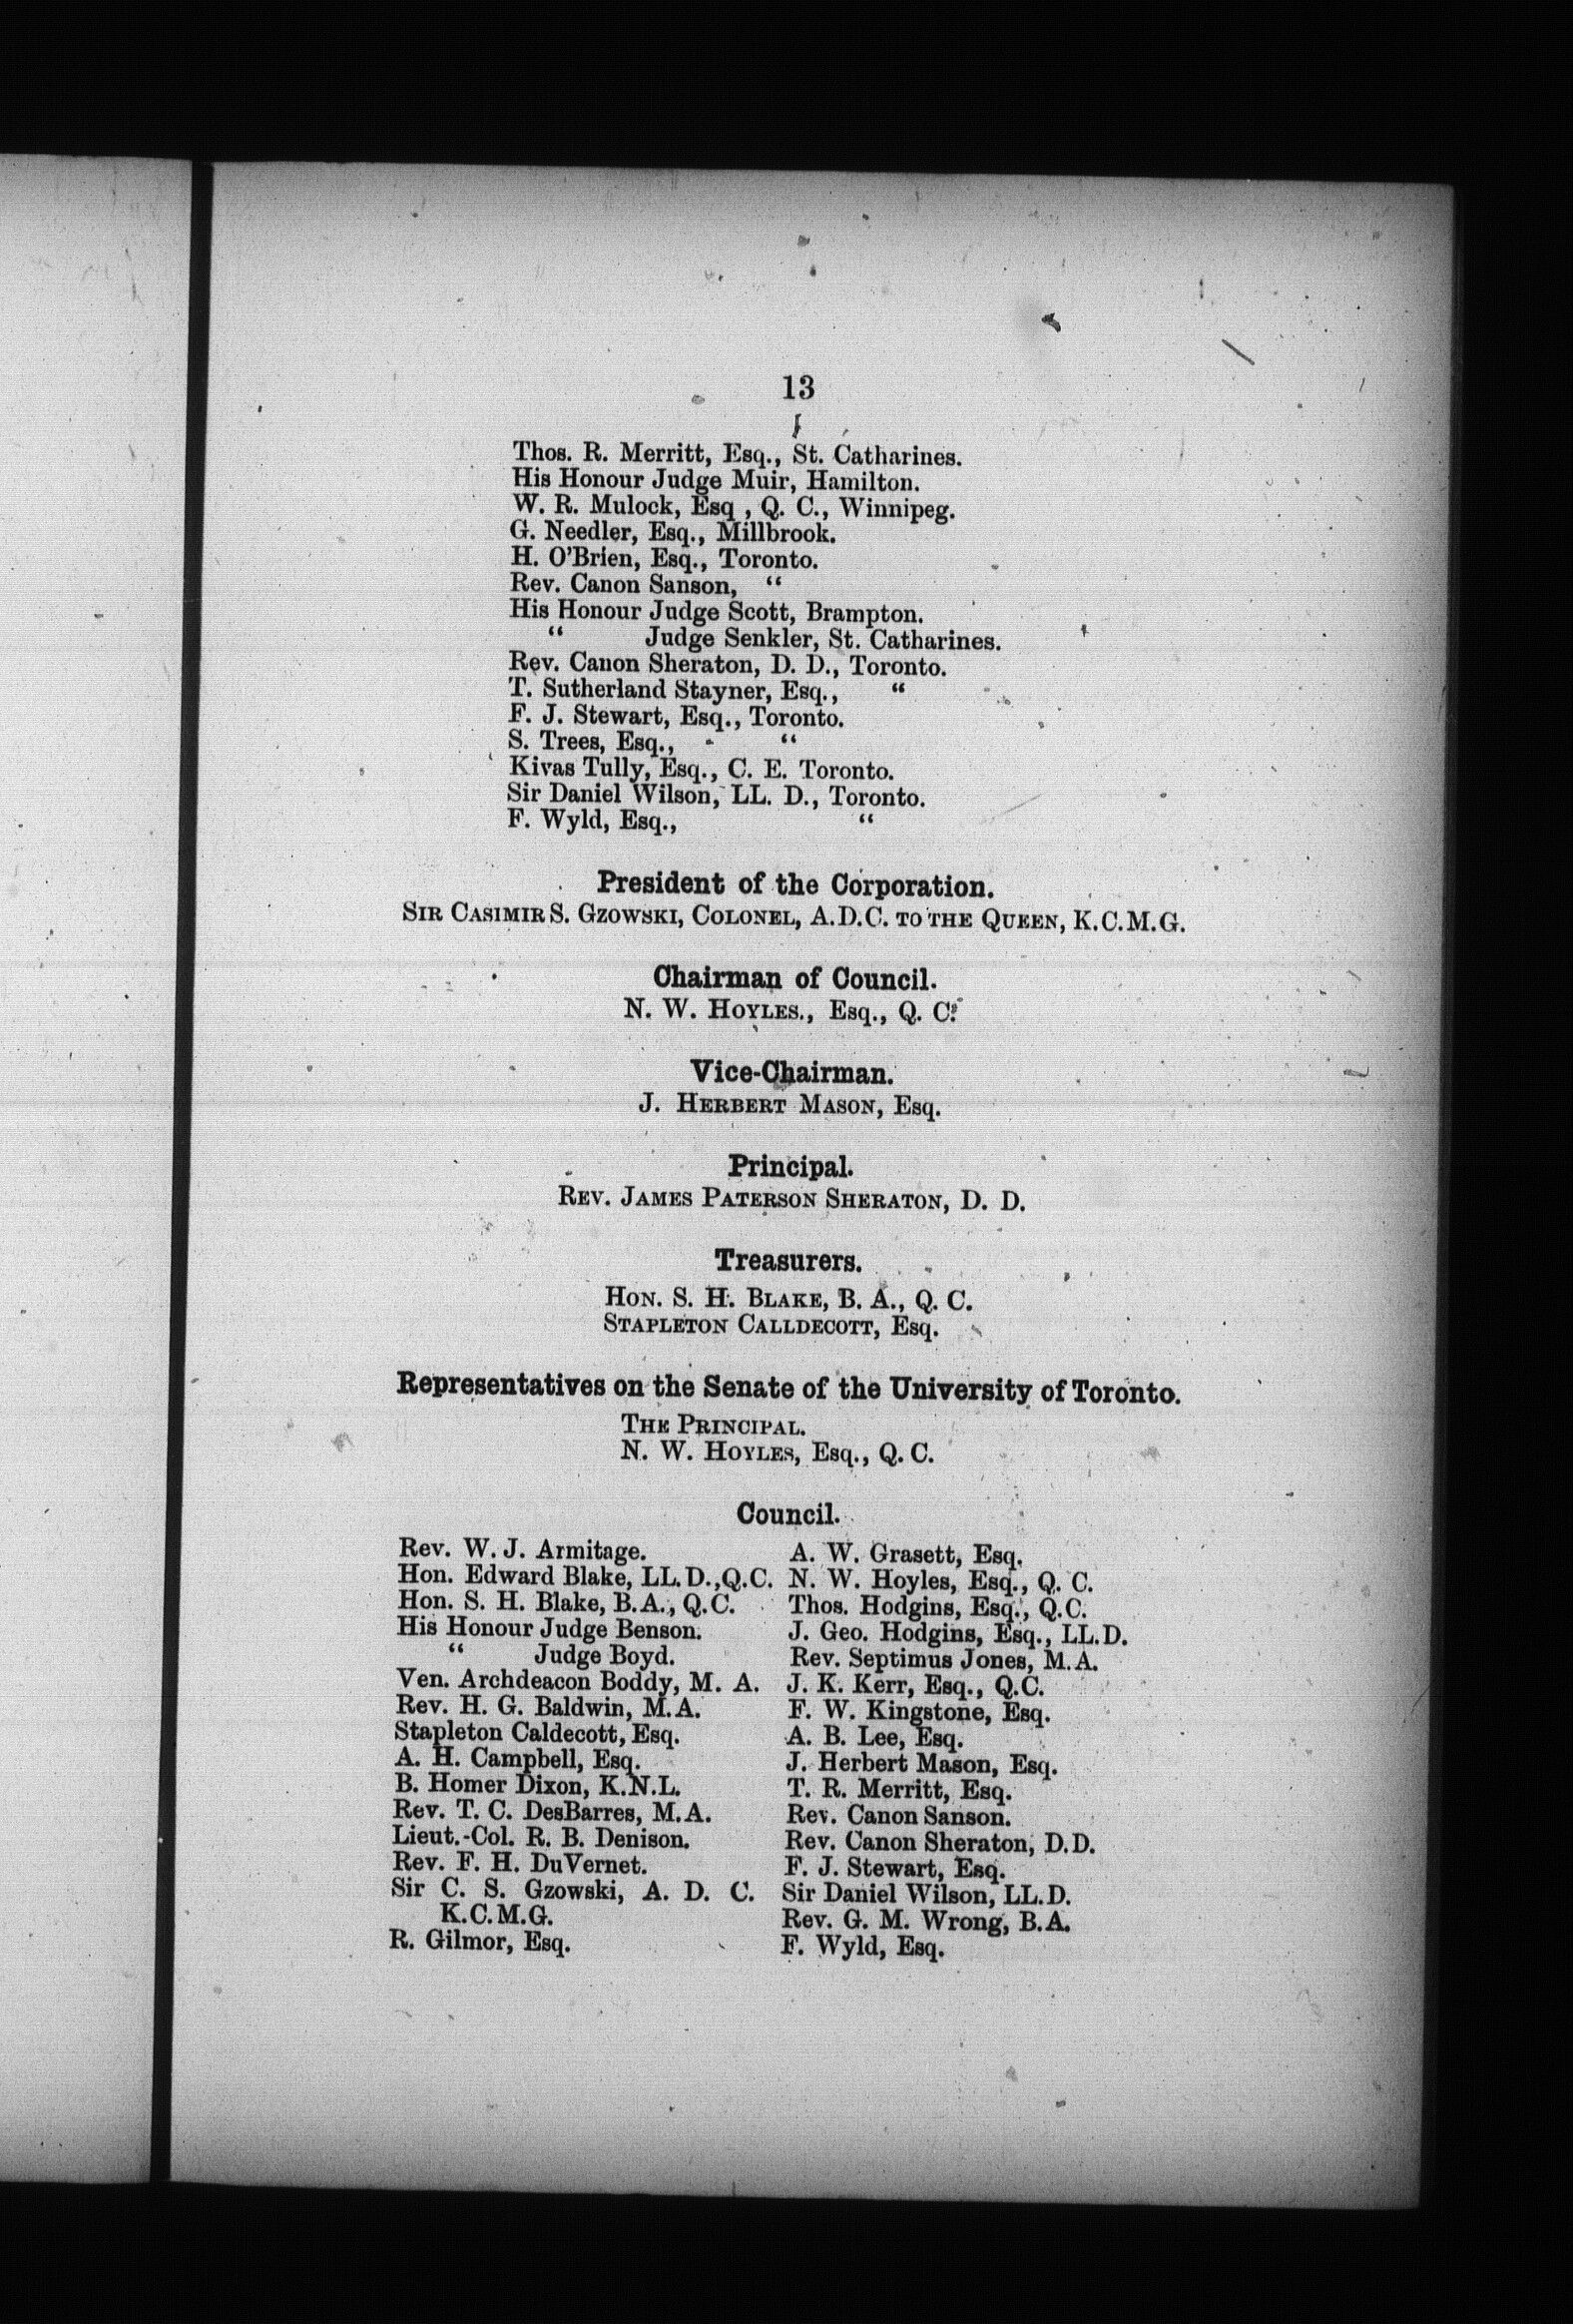 13
Thos. R. Merritt, Esq., St. Catharines.
His Honour Judge Muir, Hamilton.
W. R. Mulock, Esq , Q. C., Winnipeg.
G. Needler, Esq., Millbrook.
H. O'Brien, Esq., Toronto.
Rev. Canon Sanson, "
His Honour Judge Scott, Brampton.
" Judge Senkler, St. Catharines.
Rev. Canon Sheraton, D. D., Toronto.
T. Sutherland Stayner, Esq., "
F. J. Stewart, Esq., Toronto.
S. Trees, Esq., "
Kivas Tully, Esq., C. E. Toronto.
Sir Daniel Wilson, LL. D., Toronto.
F. Wyld, Esq., "
President of the Corporation.
SIR CASIMIR S. GZOWSKI, COLONEL, A.D.C. TO THE QUEEN, K.C.M.G.
Chairman of Council.
N. W. HOYLES., Esq., Q. C.
Vice-Chairman.
J. HERBERT MASON, Esq.
Principal.
REV. JAMES PATERSON SHERATON, D. D.
Treasurers.
HON. S. H. BLAKE, B. A., Q. C.
STAPLETON CALLDECOTT, Esq.
Representatives on the Senate of the University of Toronto.
THE PRINCIPAL.
N. W. HOYLES, Esq., Q. C.
Council.
Rev. W. J. Armitage.
Hon. Edward Blake, LL.D.,Q.C.
Hon. S. H. Blake, B.A., Q.C.
His Honour Judge Benson.
" Judge Boyd.
Ven. Archdeacon Boddy, M. A.
Rev. H. G. Baldwin, M.A.
Stapleton Caldecott, Esq.
A. H. Campbell, Esq.
B. Homer Dixon, K.N.L.
Rev. T. C. DesBarres, M.A.
Lieut.-Col. R. B. Denison.
Rev. F. H. DuVernet.
Sir C. S. Gzowski, A. D. C.
K.C.M.G.
R. Gilmor, Esq.
A. W. Grasett, Esq.
N. W. Hoyles, Esq., Q. C.
Thos. Hodgins, Esq., Q.C.
J. Geo. Hodgins, Esq., LL.D.
Rev. Septimus Jones, M.A.
J. K. Kerr, Esq., Q.C.
F. W. Kingstone, Esq.
A. B. Lee, Esq.
J. Herbert Mason, Esq.
T. R. Merritt, Esq.
Rev. Canon Sanson.
Rev. Canon Sheraton, D.D.
F. J. Stewart, Esq.
Sir Daniel Wilson, LL.D.
Rev. G. M. Wrong, B.A.
F. Wyld, Esq.